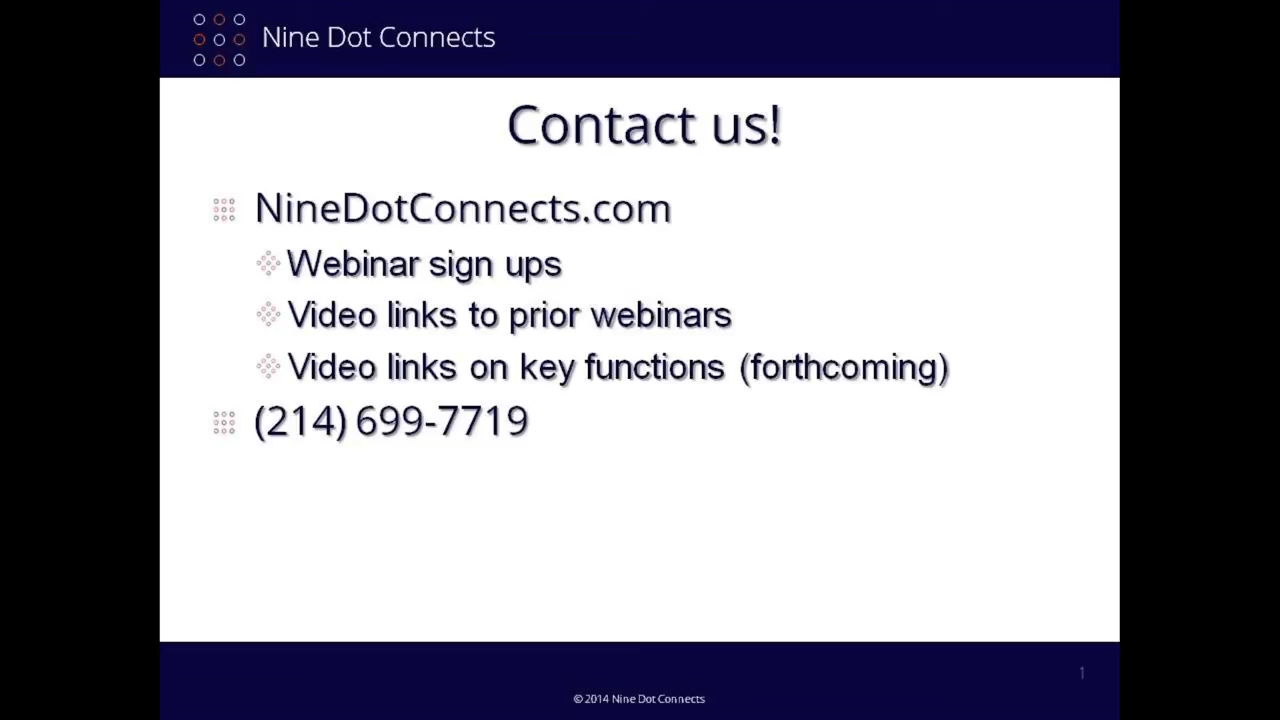 Nine Dot Connects
Contact us!
NineDotConnects.com
Webinar sign ups
Video links to prior webinars
Video links on key functions (forthcoming)
(214) 699-7719
1
© 2014 Nine Dot Connects